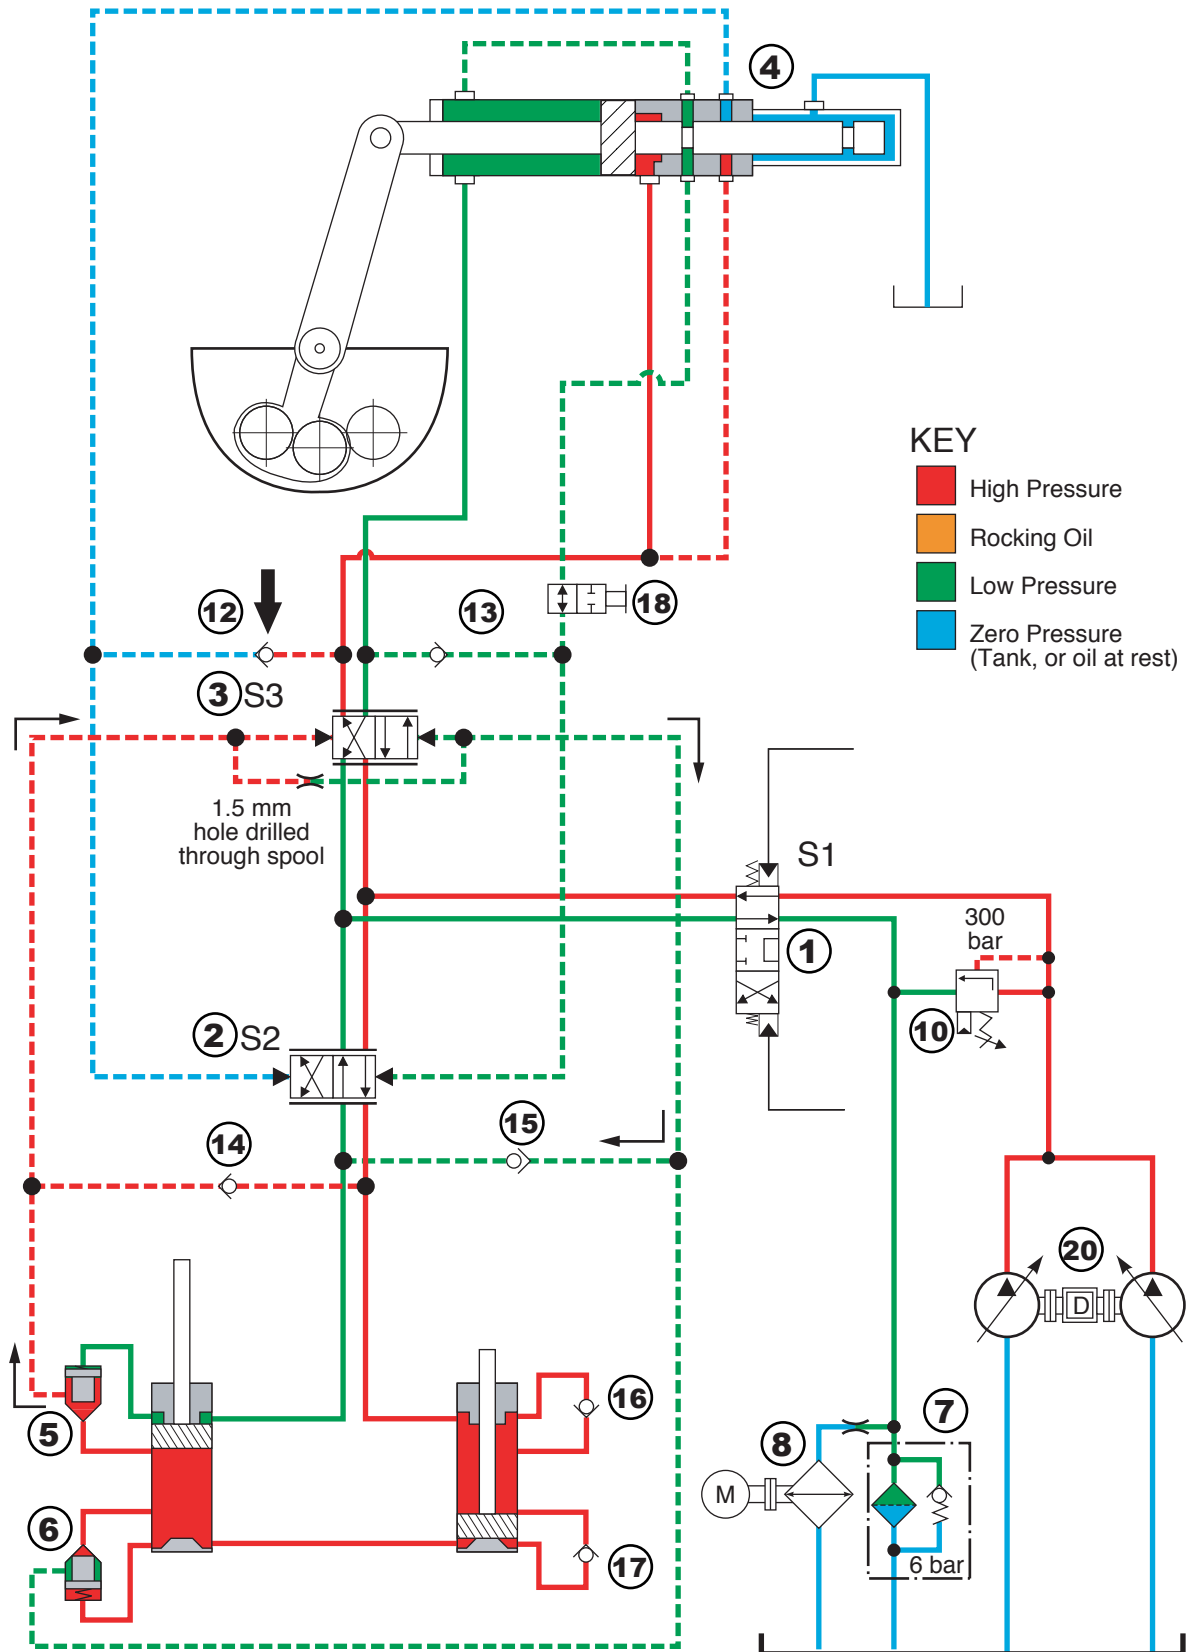 4
KEY
High Pressure
Rocking Oil
Low Pressure
Zero Pressure
(Tank, or oil at rest)
12
13
18
3 S3
1.5 mm
hole drilled
through spool
S1
1
300
bar
10
2 S2
15
14
20
D
5
16
7
8
M
6
17
6 bar